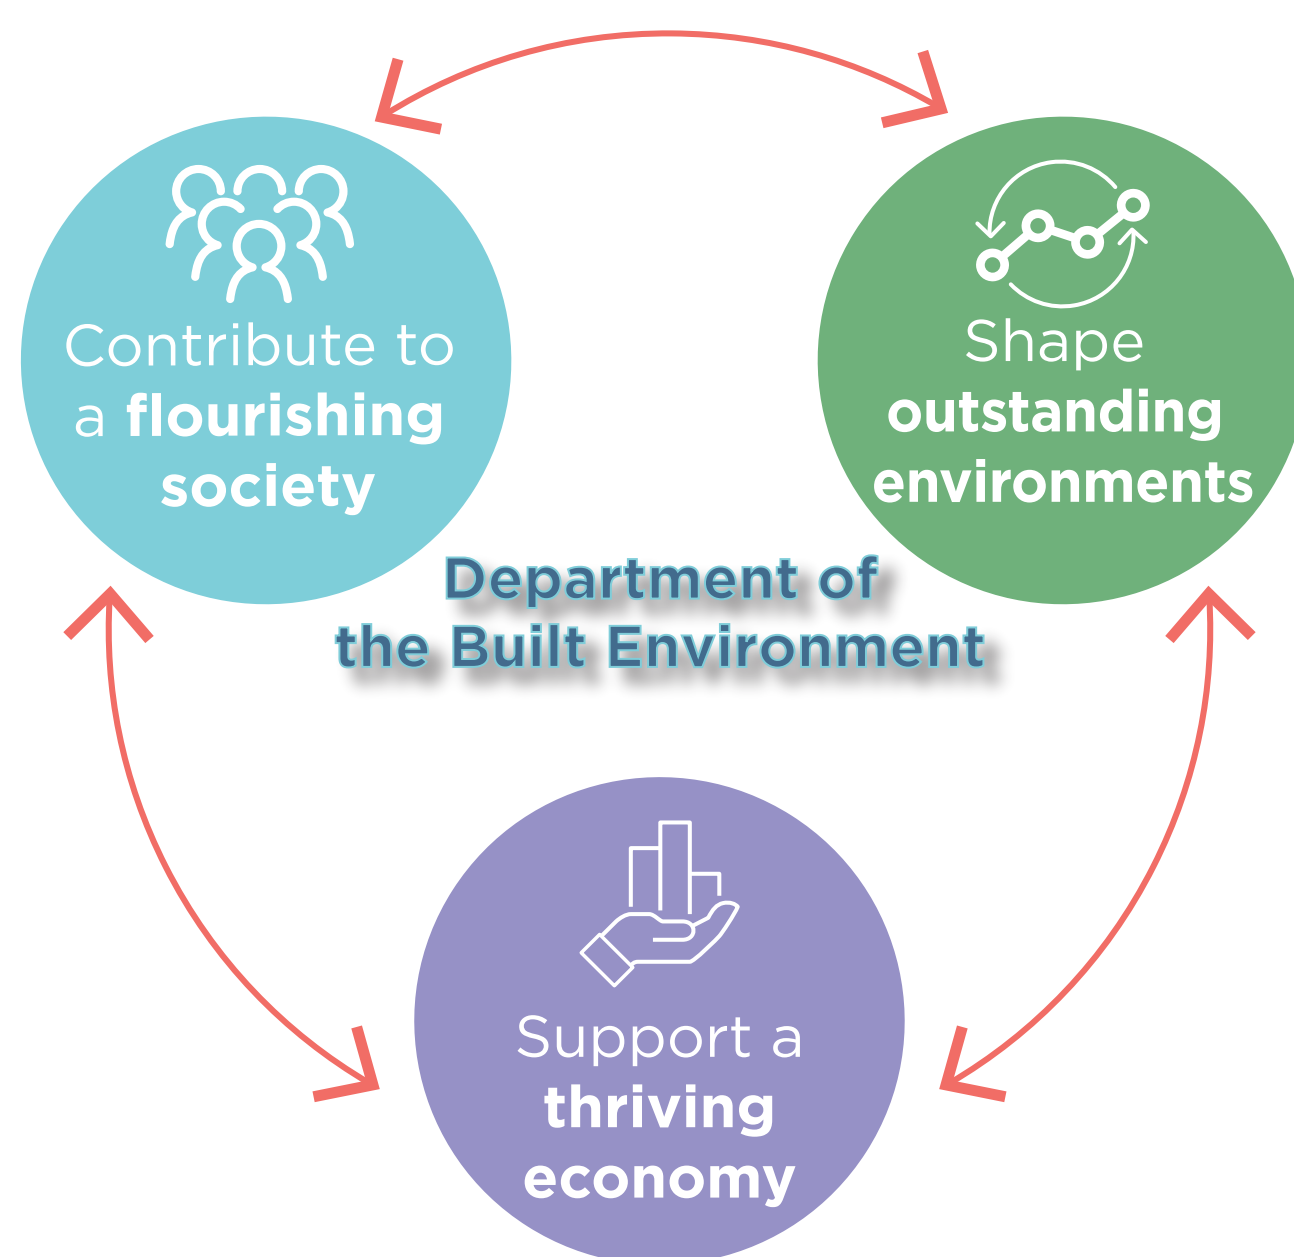 Contribute to
a flourishing
society
Shape
outstanding
environments
Department of
the Built Environment
Support a
thriving
economy